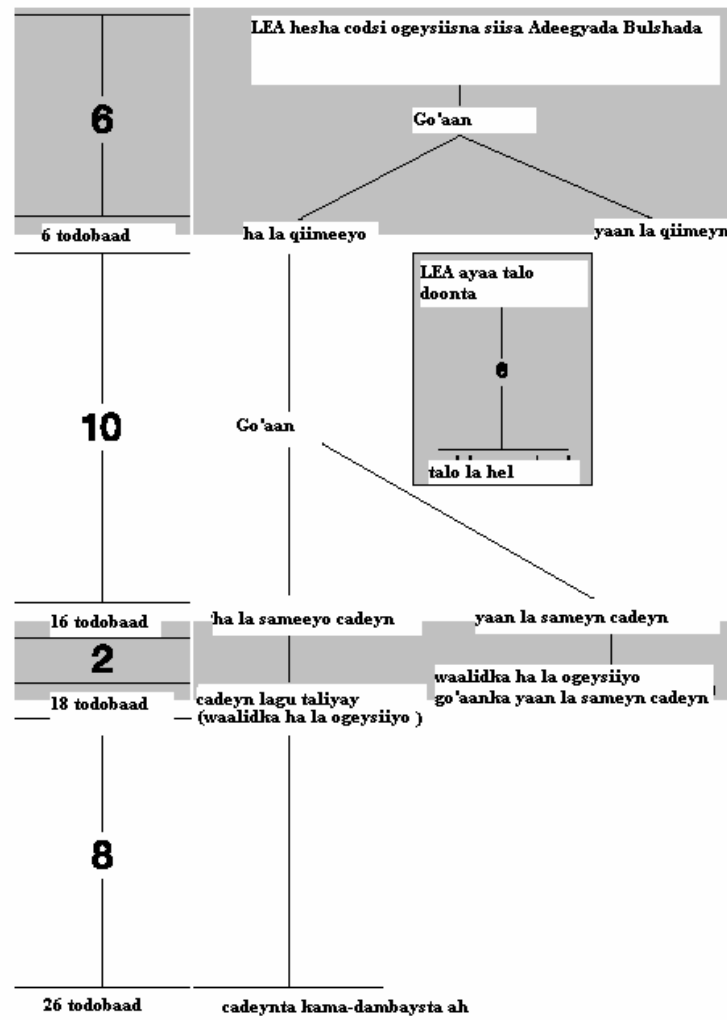 LEA hesha codsi ogeysiisna siisa Adeegyada Bulshada
6
Go'aan
6 todobaad
ha la qiimeeyo
yaan la qiimeyn
LEA ayaa talo
doonta
6
10
Go'aan
talo la hel
16 todobaad
ha la sameeyo cadeyn
yaan la sameyn cadeyn
2
waalidka ha la ogeysiiyo
go'aanka yaan la sameyn cadeyn
18 todobaad
cadeyn lagu taliyay
(waalidka ha la ogeysiiyo )
8
26 todobaad
cadeynta kama-dambaysta ah